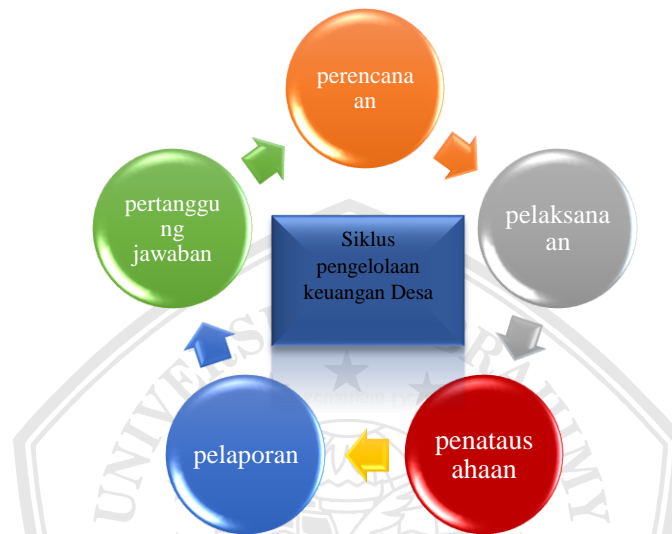 perencana
an
pelaksana
an
penataus
ahaan
pelaporan
pertanggu
ng
jawaban
Siklus
pengelolaan
keuangan Desa